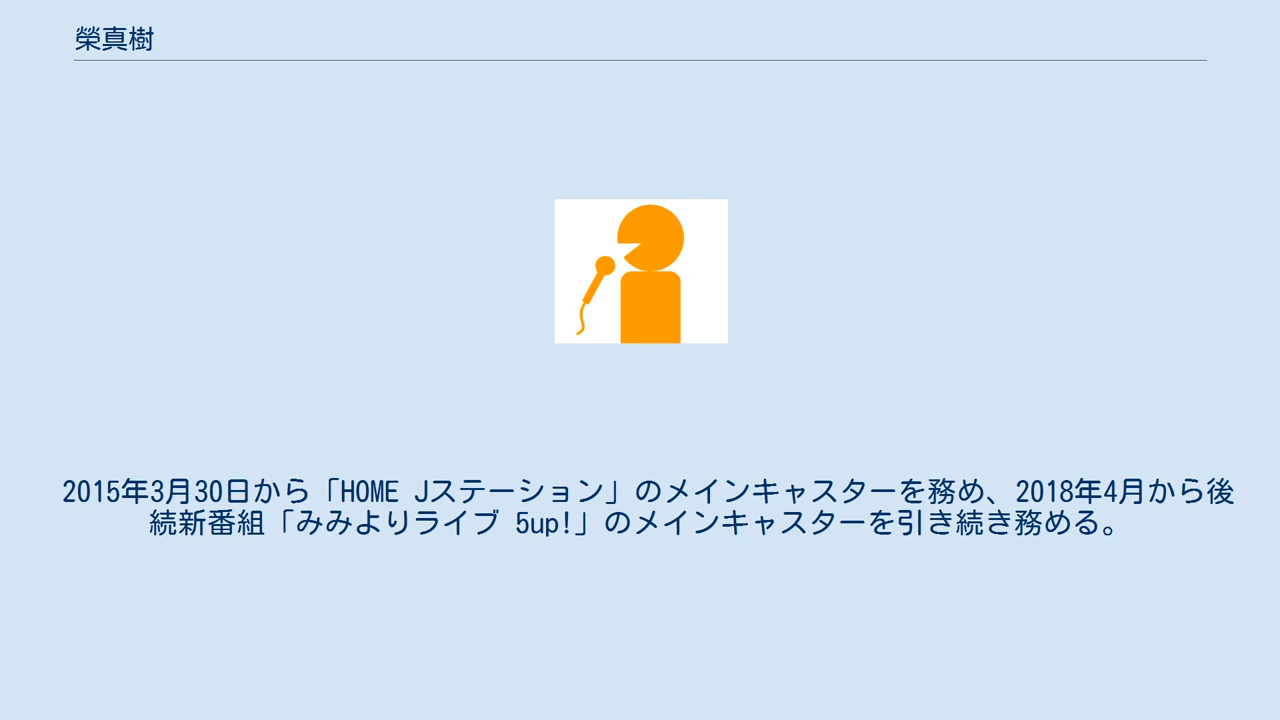 榮真樹
2015年3月30日から「HOME Jステーション」のメインキャスターを務め、2018年4月から後
続新番組「みみよりライブ 5up!」のメインキャスターを引き続き務める。